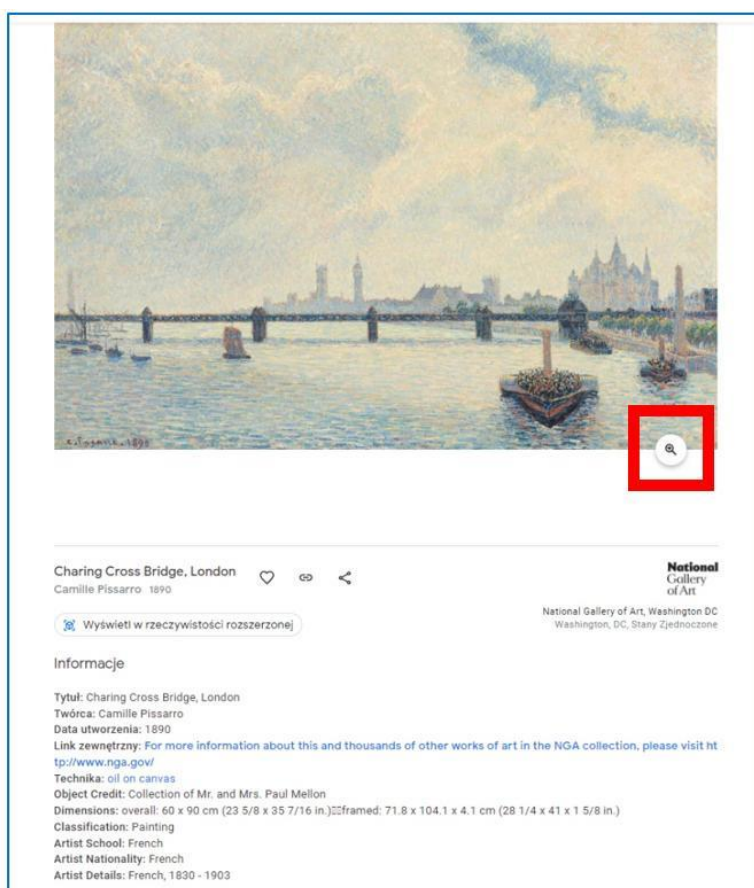 C. Pissarro. 1890
Charing Cross Bridge, London
Camille Pissarro 1890
National
Gallery
of Art
National Gallery of Art, Washington DC
Washington, DC, Stany Zjednoczone
Wyświetl w rzeczywistości rozszerzonej
Informacje
Tytuł: Charing Cross Bridge, London
Twórca: Camille Pissarro
Data utworzenia: 1890
Link zewnętrzny: For more information about this and thousands of other works of art in the NGA collection, please visit ht
tp://www.nga.gov/
Technika: oil on canvas
Object Credit: Collection of Mr. and Mrs. Paul Mellon
Dimensions: overall: 60 x 90 cm (23 5/8 x 35 7/16 in.) framed: 71.8 x 104.1 x 4.1 cm (28 1/4 x 41 x 1 5/8 in.)
Classification: Painting
Artist School: French
Artist Nationality: French
Artist Details: French, 1830 - 1903